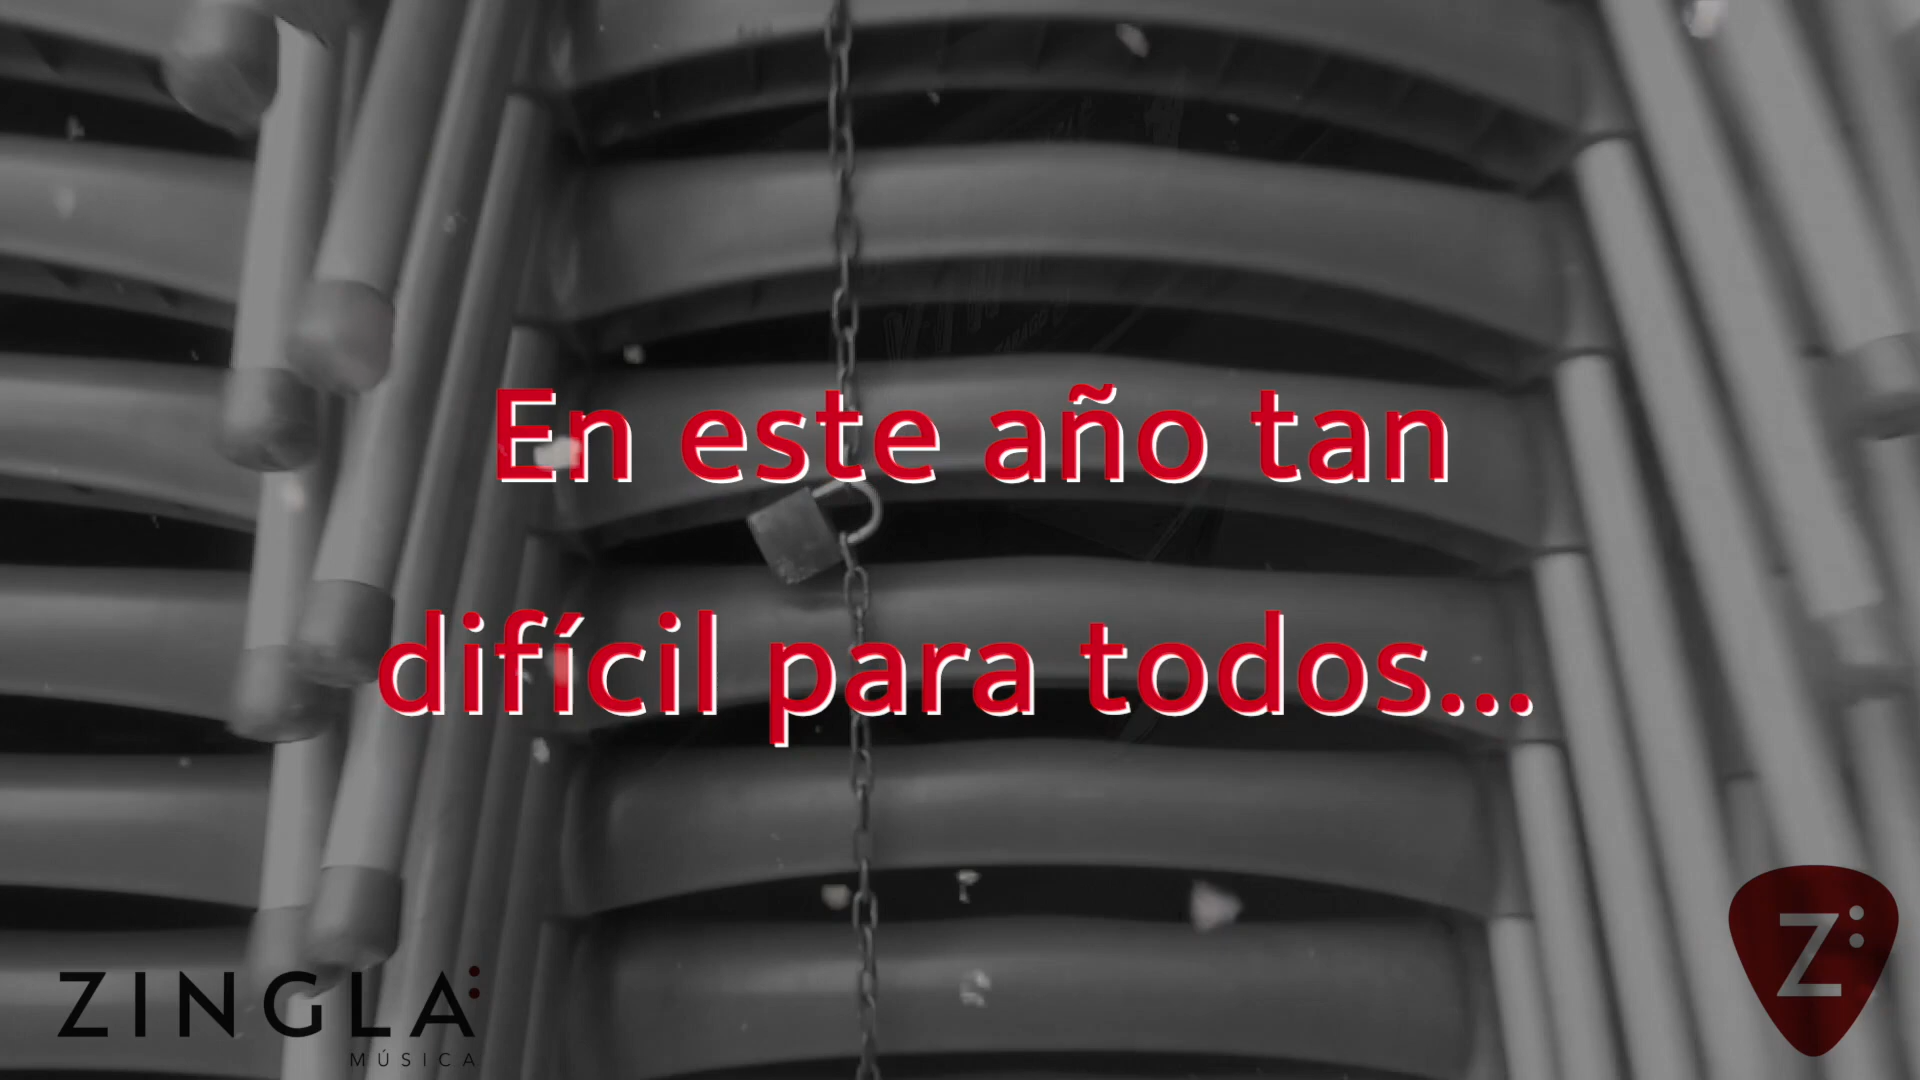 En este año tan
difícil para todos...
ZINGLA:
MÚSICA
Z: